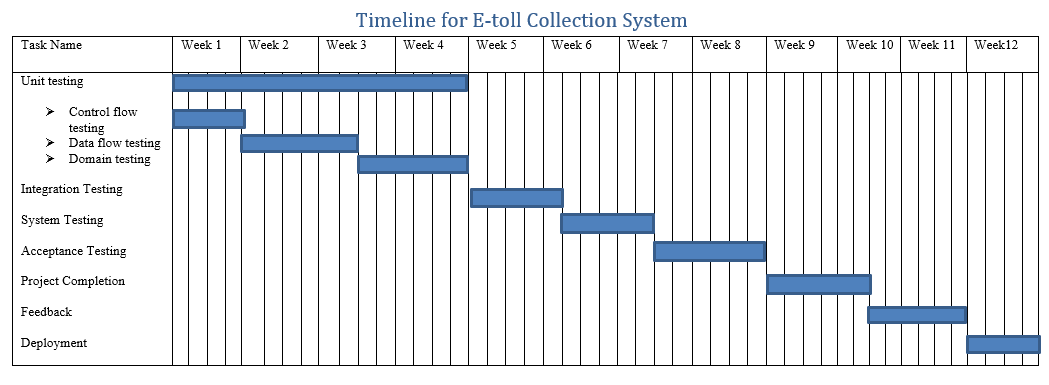 Timeline for E-toll Collection System
Task Name Week 1 Week 2 Week 3 Week 4 Week 5 Week 6 Week 7 Week 8 Week 9 Week 10 Week 11 Week12
Unit testing
➢ Control flow
testing
➢ Data flow testing
➢ Domain testing
Integration Testing
System Testing
Acceptance Testing
Project Completion
Feedback
Deployment